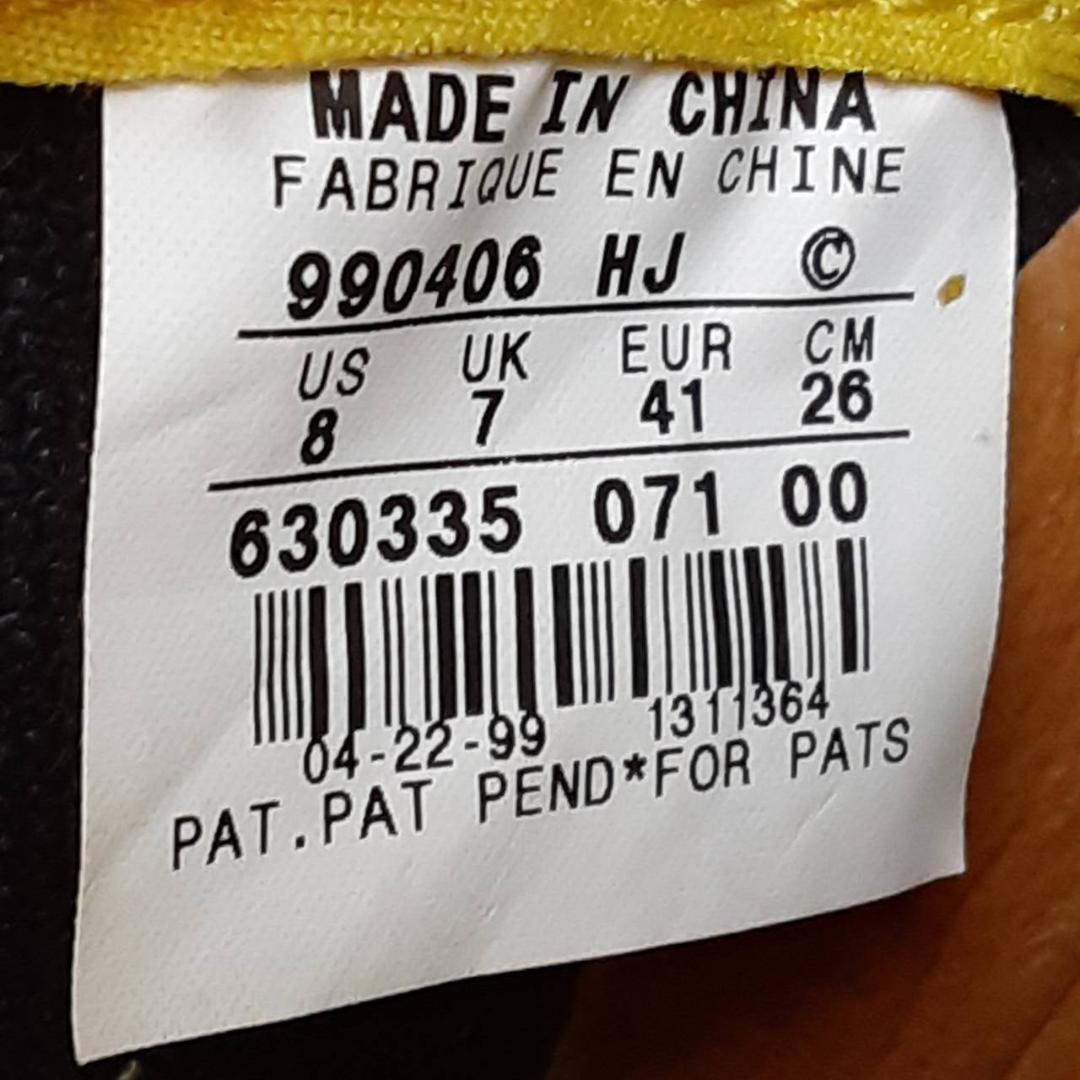 MADE IN CHINA
FABRIQUE EN CHINE
990406 HJ ©
US UK EUR CM
8 7 41 26
630335 071 00
04-22-99 1311364
PAT.PAT PEND*FOR PATS